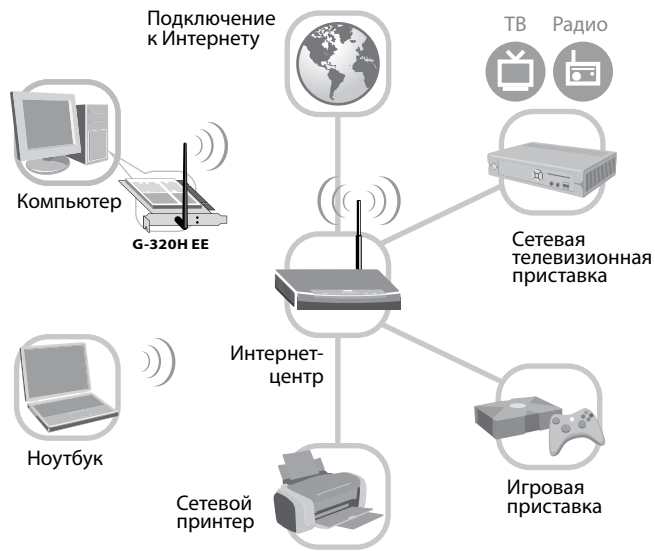 Подключение
к Интернету
ТВ
Радио
Компьютер
G-320H EE
Сетевая
телевизионная
приставка
Интернет-
центр
Ноутбук
Сетевой
принтер
Игровая
приставка